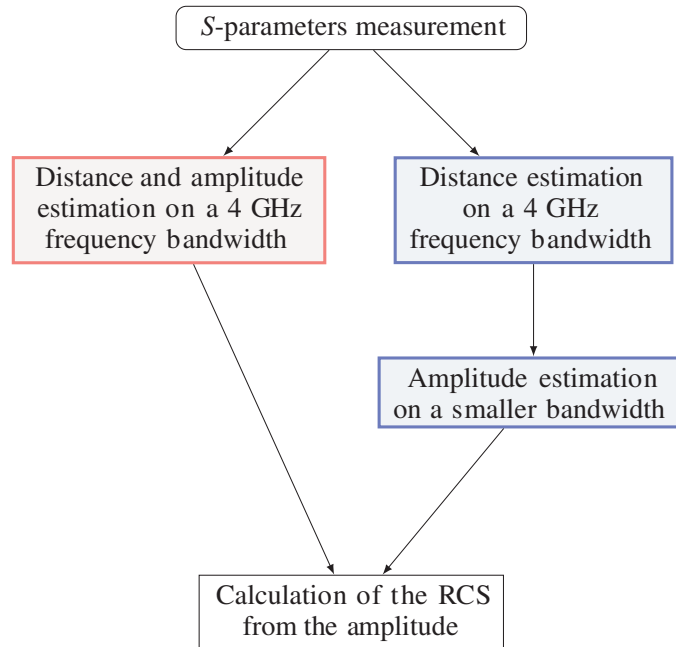 S-parameters measurement
Distance and amplitude
estimation on a 4 GHz
frequency bandwidth
Distance estimation
on a 4 GHz
frequency bandwidth
Amplitude estimation
on a smaller bandwidth
Calculation of the RCS
from the amplitude